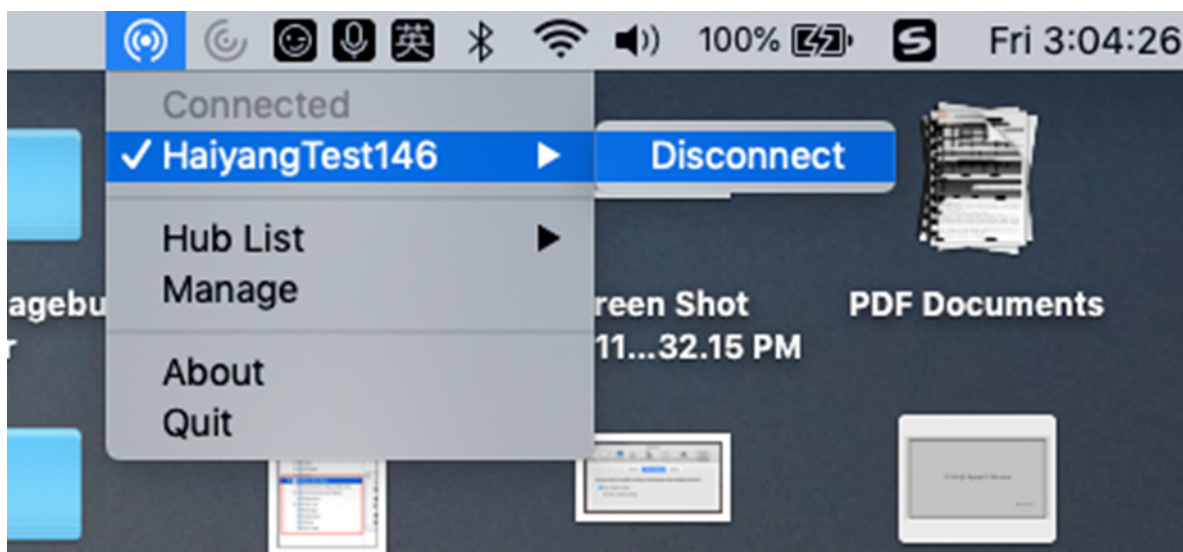 英 100% S Fri 3:04:26
Connected
✓ HaiyangTest146 ▶ Disconnect
Hub List ▶
Manage
About
Quit
agebu
r
reen Shot
11...32.15 PM
PDF Documents